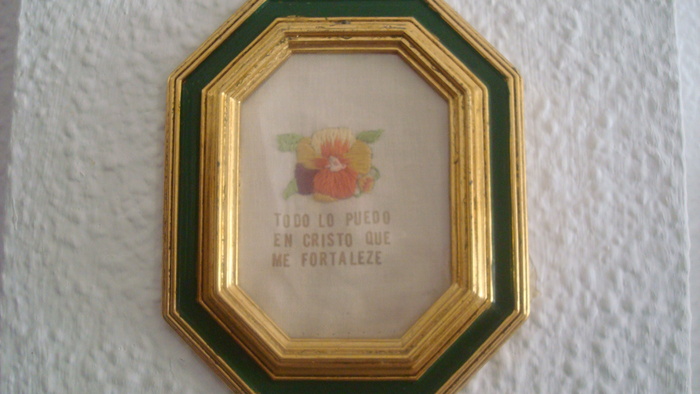 TODO LO PUEDO
EN CRISTO QUE
ME FORTALEZE